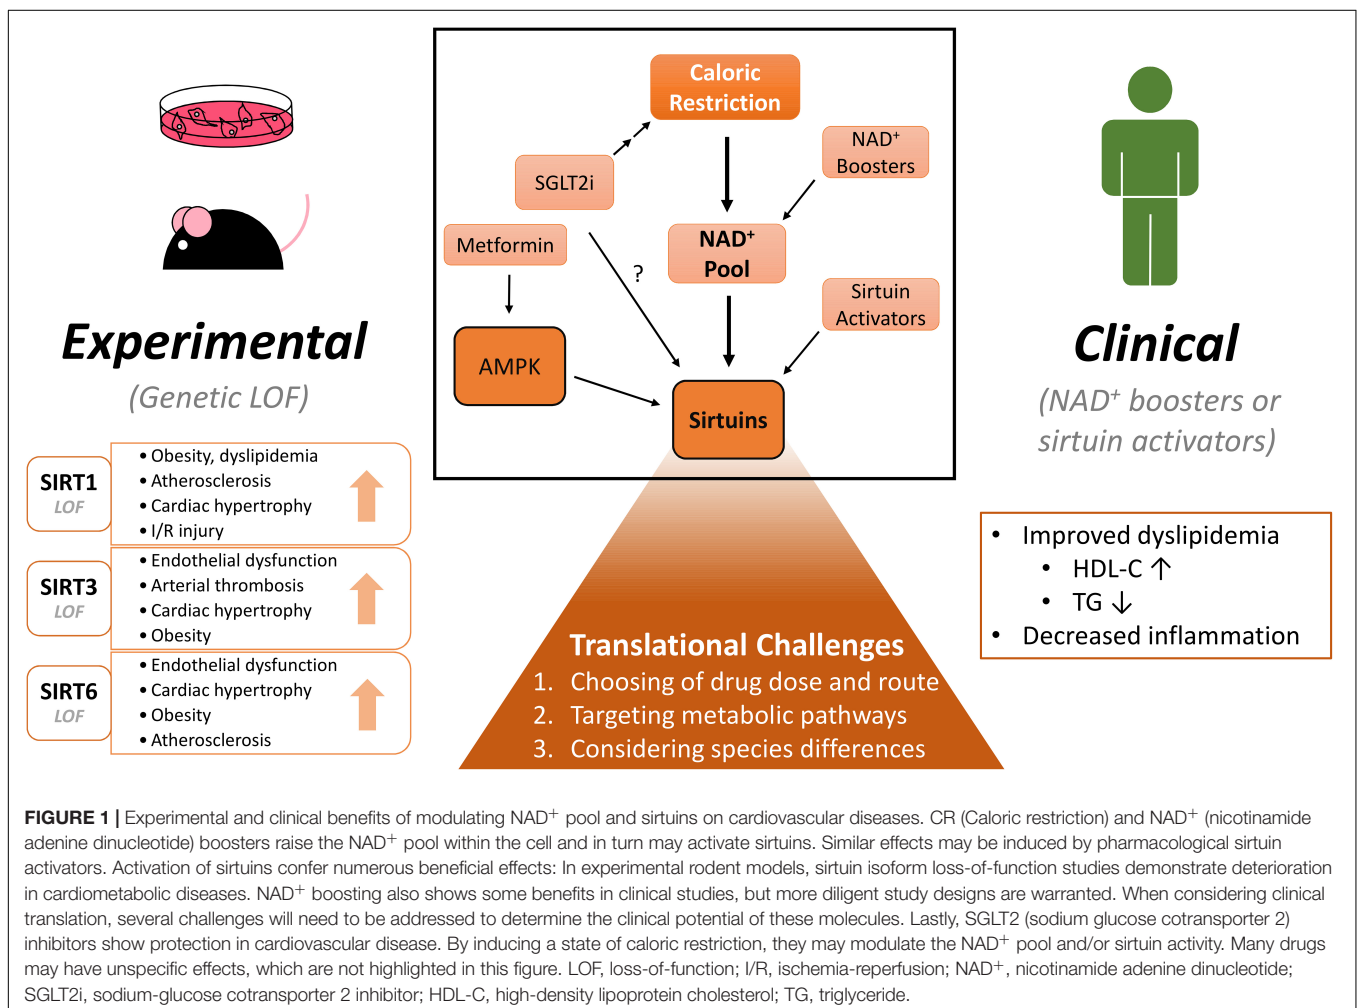 Caloric
Restriction
NAD+
Boosters
SGLT2i
Metformin
NAD+
Pool
?
Sirtuin
Activators
AMPK
Sirtuins
Experimental
(Genetic LOF)
SIRT1
LOF
• Obesity, dyslipidemia
• Atherosclerosis
• Cardiac hypertrophy
• I/R injury
SIRT3
LOF
• Endothelial dysfunction
• Arterial thrombosis
• Cardiac hypertrophy
• Obesity
SIRT6
LOF
• Endothelial dysfunction
• Cardiac hypertrophy
• Obesity
• Atherosclerosis
Translational Challenges
1. Choosing of drug dose and route
2. Targeting metabolic pathways
3. Considering species differences
Clinical
(NAD+ boosters or
sirtuin activators)
• Improved dyslipidemia
• HDL-C ↑
• TG ↓
• Decreased inflammation
FIGURE 1 | Experimental and clinical benefits of modulating NAD+ pool and sirtuins on cardiovascular diseases. CR (Caloric restriction) and NAD+ (nicotinamide
adenine dinucleotide) boosters raise the NAD+ pool within the cell and in turn may activate sirtuins. Similar effects may be induced by pharmacological sirtuin
activators. Activation of sirtuins confer numerous beneficial effects: In experimental rodent models, sirtuin isoform loss-of-function studies demonstrate deterioration
in cardiometabolic diseases. NAD+ boosting also shows some benefits in clinical studies, but more diligent study designs are warranted. When considering clinical
translation, several challenges will need to be addressed to determine the clinical potential of these molecules. Lastly, SGLT2 (sodium glucose cotransporter 2)
inhibitors show protection in cardiovascular disease. By inducing a state of caloric restriction, they may modulate the NAD+ pool and/or sirtuin activity. Many drugs
may have unspecific effects, which are not highlighted in this figure. LOF, loss-of-function; I/R, ischemia-reperfusion; NAD+, nicotinamide adenine dinucleotide;
SGLT2i, sodium-glucose cotransporter 2 inhibitor; HDL-C, high-density lipoprotein cholesterol; TG, triglyceride.